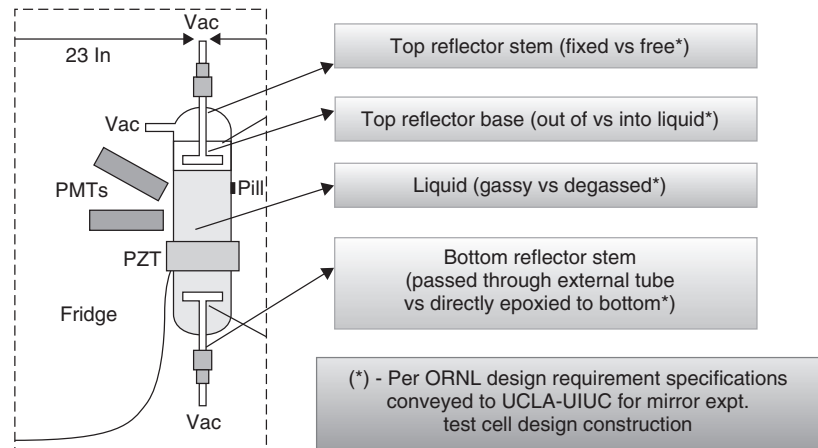 Vac
23 In
Vac
PMTs
Pill
PZT
Fridge
Vac
Top reflector stem (fixed vs free*)
Top reflector base (out of vs into liquid*)
Liquid (gassy vs degassed*)
Bottom reflector stem
(passed through external tube
vs directly epoxied to bottom*)
(*) - Per ORNL design requirement specifications
conveyed to UCLA-UIUC for mirror expt.
test cell design construction